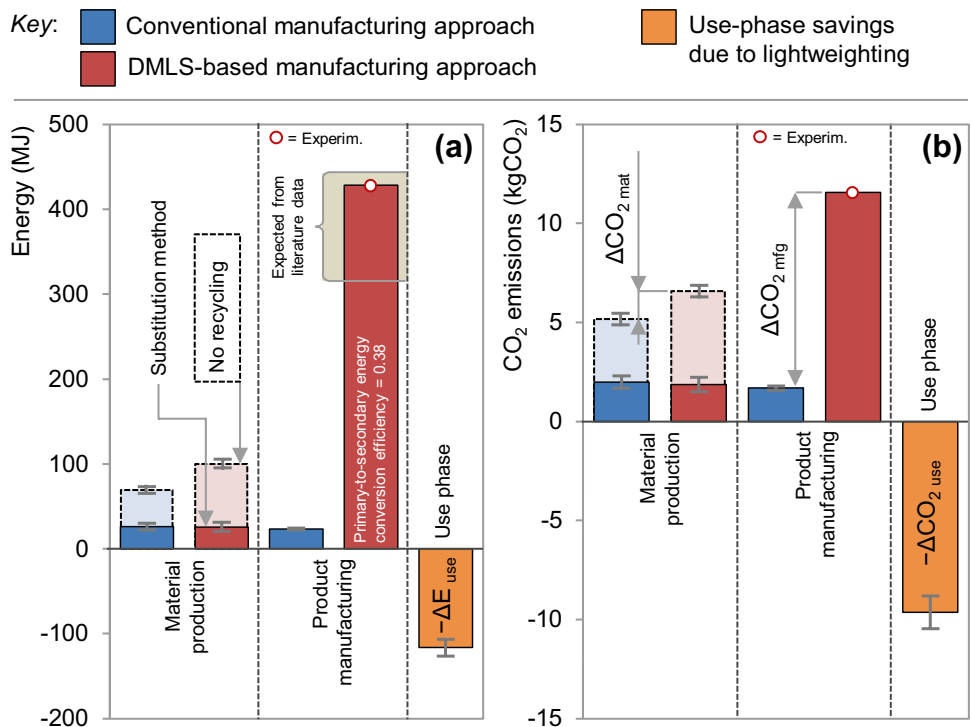 Key:
Conventional manufacturing approach
DMLS-based manufacturing approach
Use-phase savings
due to lightweighting
Energy (MJ)
500
400
300
200
100
0
-100
-200
(a)
= Experim.
Expected from
literature data
Substitution method
No recycling
Primary-to-secondary energy
conversion efficiency = 0.38
Use phase
Material
production
Product
manufacturing
−ΔE use
CO2 emissions (kgCO2)
15
10
5
0
-5
-10
-15
(b)
= Experim.
ΔCO2 mat
ΔCO2 mfg
Use phase
Material
production
Product
manufacturing
−ΔCO2 use